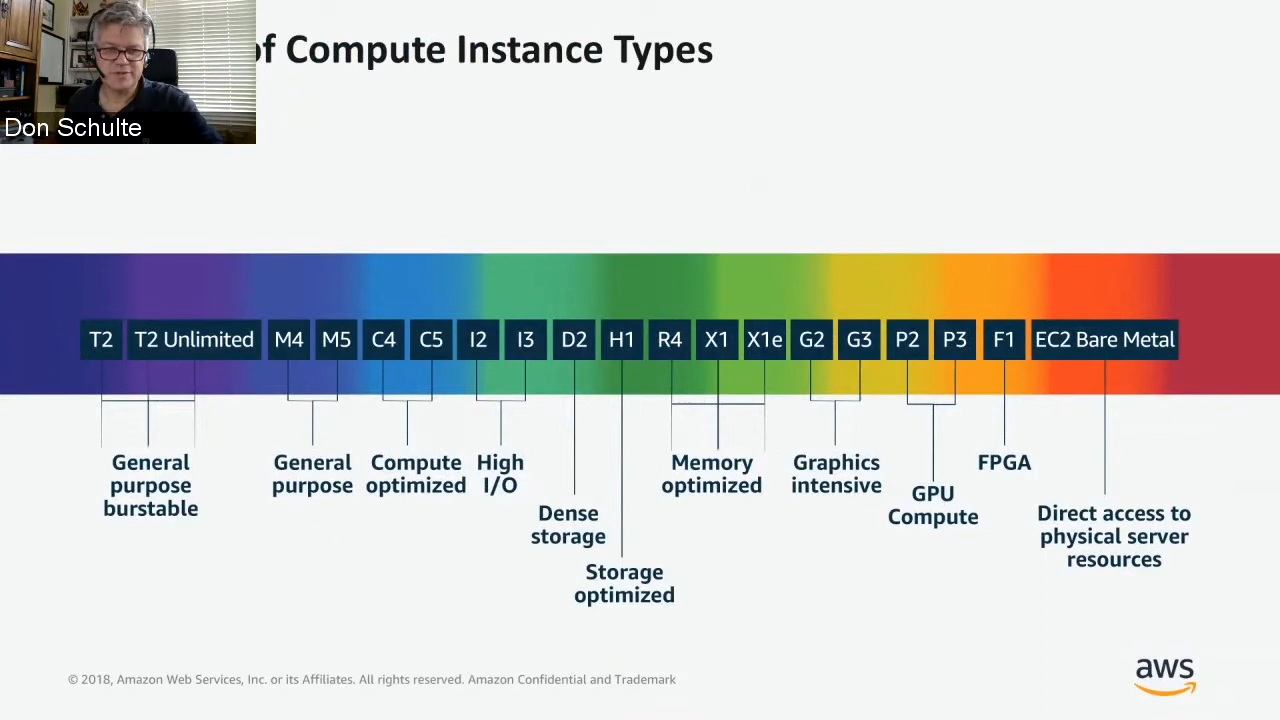 of Compute Instance Types
Don Schulte
T2 T2 Unlimited M4 M5 C4 C5 I2 I3 D2 H1 R4 X1 X1e G2 G3 P2 P3 F1 EC2 Bare Metal
General
purpose
burstable
General
purpose
Compute
optimized
High
I/O
Dense
storage
Storage
optimized
Memory
optimized
Graphics
intensive
GPU
Compute
FPGA
Direct access to
physical server
resources
© 2018, Amazon Web Services, Inc. or its Affiliates. All rights reserved. Amazon Confidential and Trademark
aws